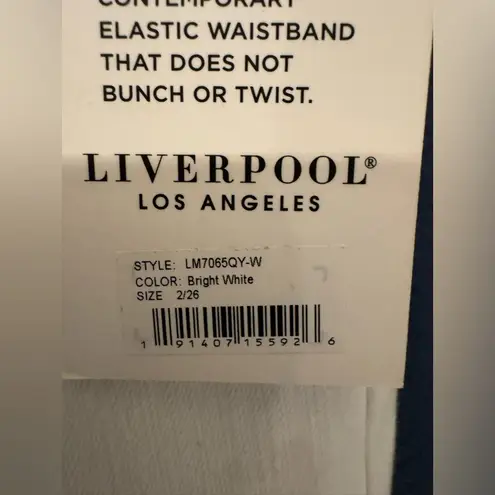 CONTEMPORARY
ELASTIC WAISTBAND
THAT DOES NOT
BUNCH OR TWIST.
LIVERPOOL®
LOS ANGELES
STYLE: LM7065QY-W
COLOR: Bright White
SIZE 2/26
1 91407 15592 6